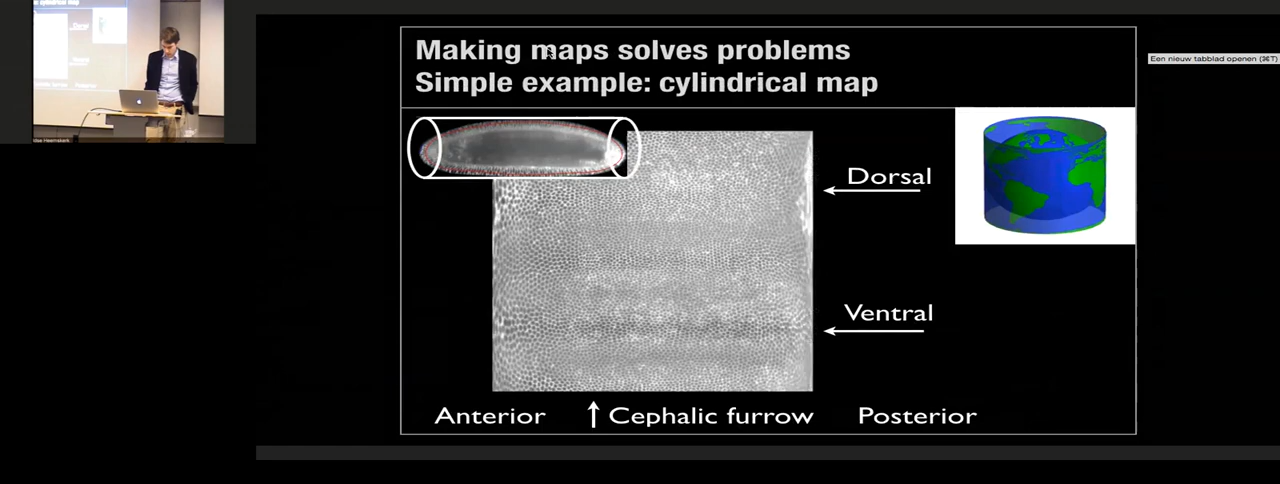 Making maps solves problems
Simple example: cylindrical map
Een nieuw tabblad openen (⌘T)
Dorsal
Ventral
Anterior
Cephalic furrow
Posterior